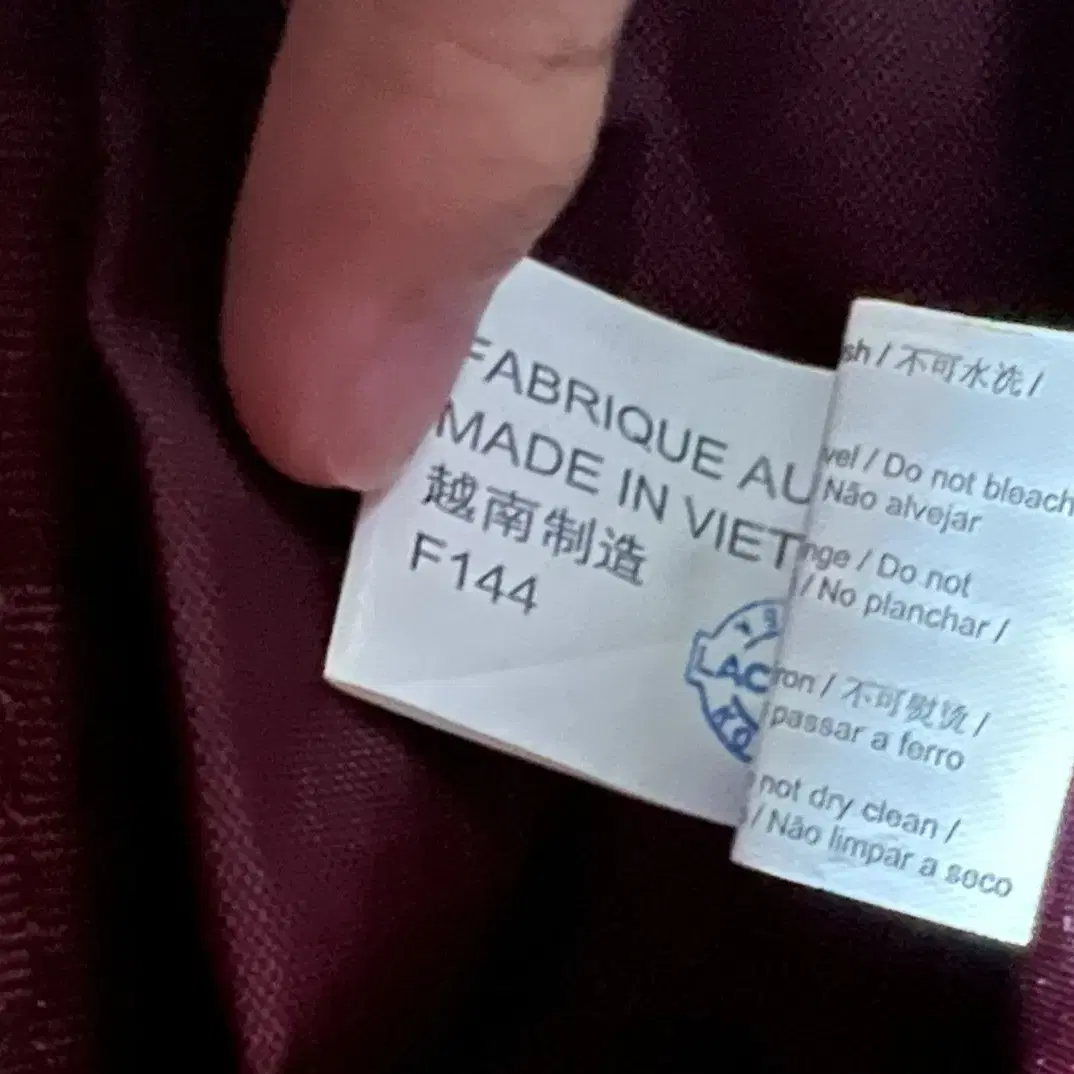 FABRIQUE AU
MADE IN VIET
越南制造
F144
LAC
KO
sh / 不可水洗 /
vel / Do not bleach
Não alvejar
nge / Do not
/ No planchar /
ron / 不可熨烫 /
passar a ferro
not dry clean /
/ Não limpar a seco